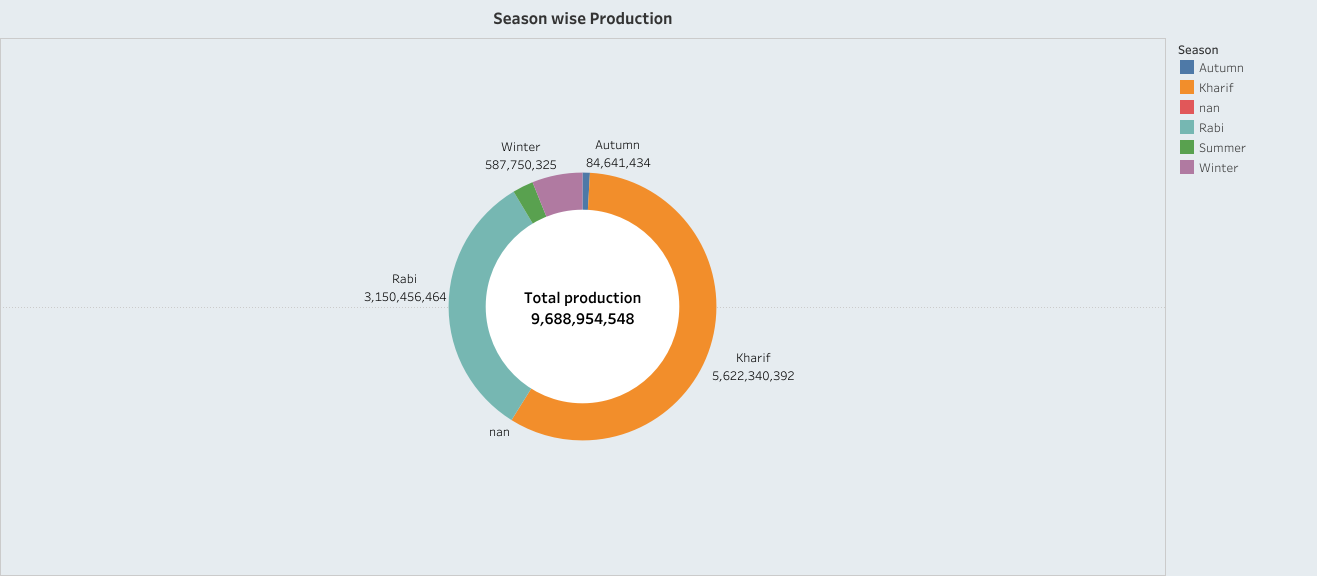 Season wise Production
Season
Autumn
Kharif
nan
Rabi
Summer
Winter
Winter
587,750,325
Autumn
84,641,434
Rabi
3,150,456,464
Total production
9,688,954,548
Kharif
5,622,340,392
nan